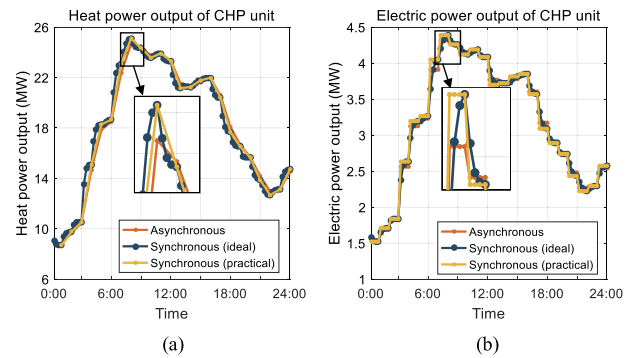 Heat power output of CHP unit
Heat power output (MW)
26
22
18
14
10
6
Asynchronous
Synchronous (ideal)
Synchronous (practical)
0:00 6:00 12:00 18:00 24:00
Time
(a)
Electric power output of CHP unit
Electric power output (MW)
4.5
4
3.5
3
2.5
2
1.5
1
Asynchronous
Synchronous (ideal)
Synchronous (practical)
0:00 6:00 12:00 18:00 24:00
Time
(b)